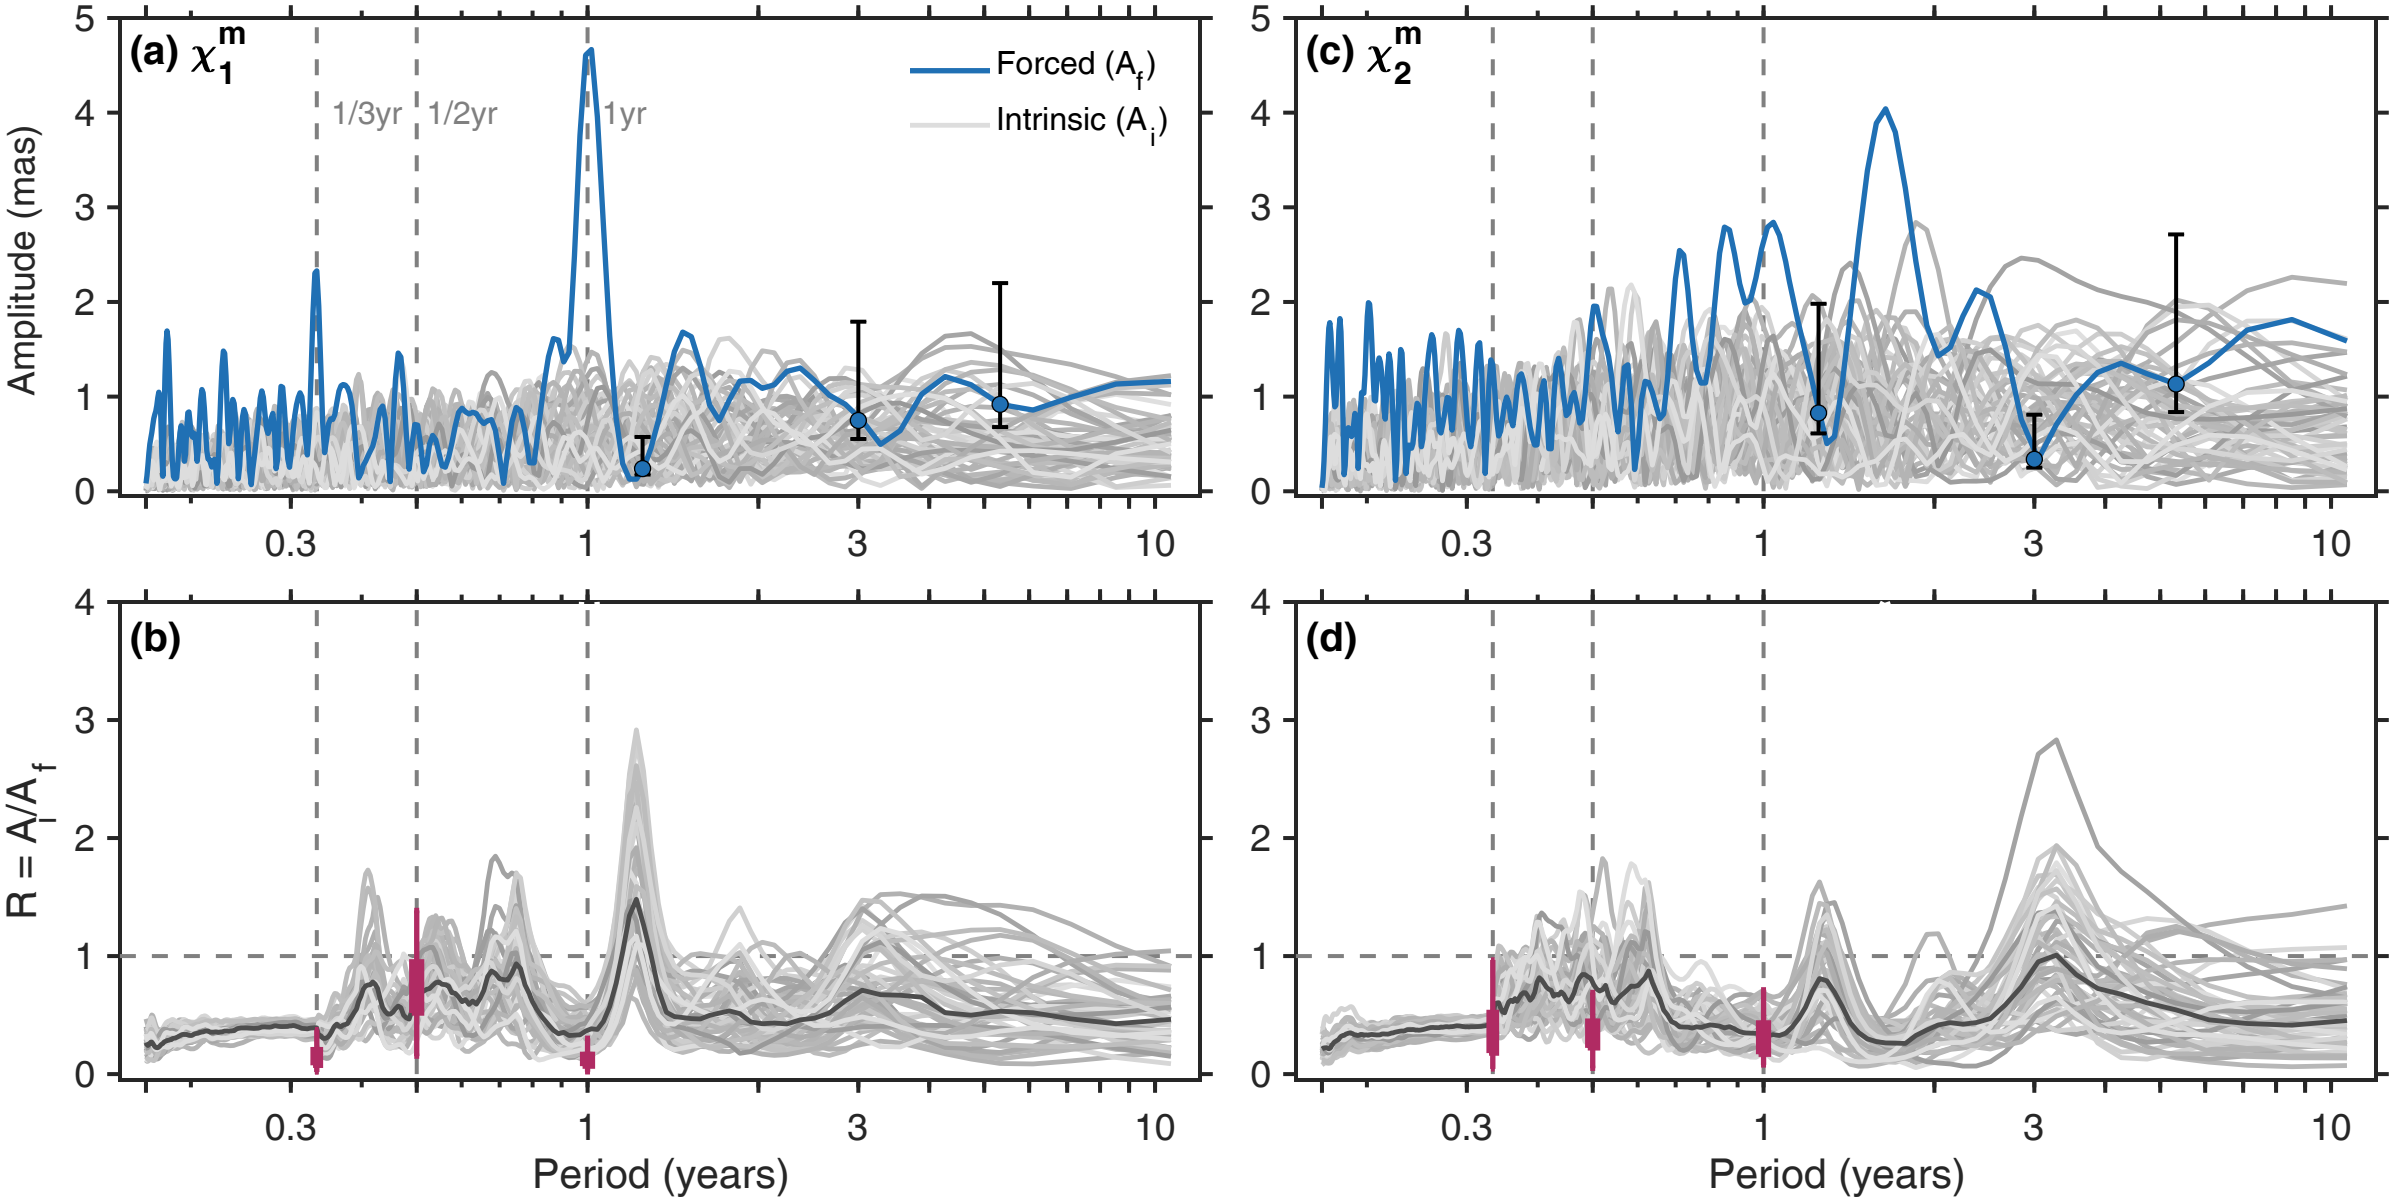 (a) χ₁ᵐ
Forced (A_f)
Intrinsic (A_i)
1/3yr 1/2yr 1yr
Amplitude (mas)
5
4
3
2
1
0
0.3 1 3 10
(c) χ₂ᵐ
5
4
3
2
1
0
0.3 1 3 10
(b)
R = A_i/A_f
4
3
2
1
0
0.3 1 3 10
Period (years)
(d)
4
3
2
1
0
0.3 1 3 10
Period (years)